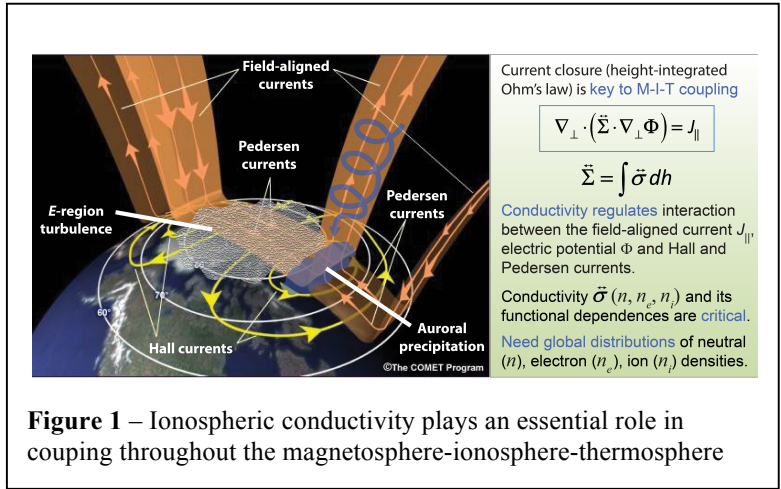 Field-aligned
currents
Pedersen
currents
Pedersen
currents
E-region
turbulence
60°
70°
Hall currents
Auroral
precipitation
©The COMET Program
Current closure (height-integrated
Ohm's law) is key to M-I-T coupling
∇⊥·(Σ⃡·∇⊥Φ) = J∥
Σ⃡ = ∫σ⃡ dh
Conductivity regulates interaction
between the field-aligned current J∥,
electric potential Φ and Hall and
Pedersen currents.
Conductivity σ⃡ (n, nₑ, nᵢ) and its
functional dependences are critical.
Need global distributions of neutral
(n), electron (nₑ), ion (nᵢ) densities.
Figure 1 – Ionospheric conductivity plays an essential role in
couping throughout the magnetosphere-ionosphere-thermosphere